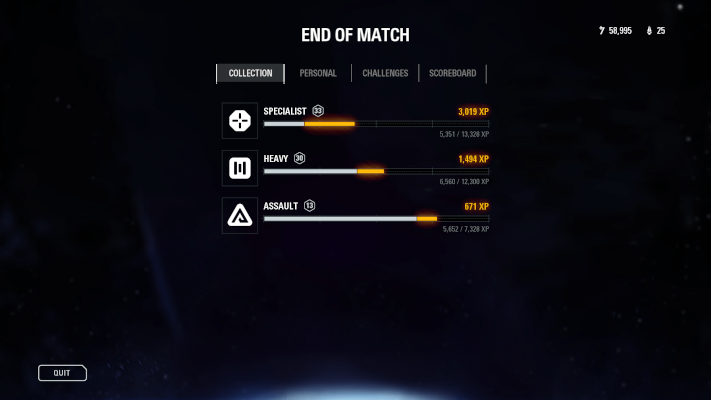 END OF MATCH
58,995 25
COLLECTION PERSONAL CHALLENGES SCOREBOARD
SPECIALIST 33 3,019 XP
5,351 / 13,328 XP
HEAVY 30 1,494 XP
6,560 / 12,300 XP
ASSAULT 13 671 XP
5,652 / 7,328 XP
QUIT